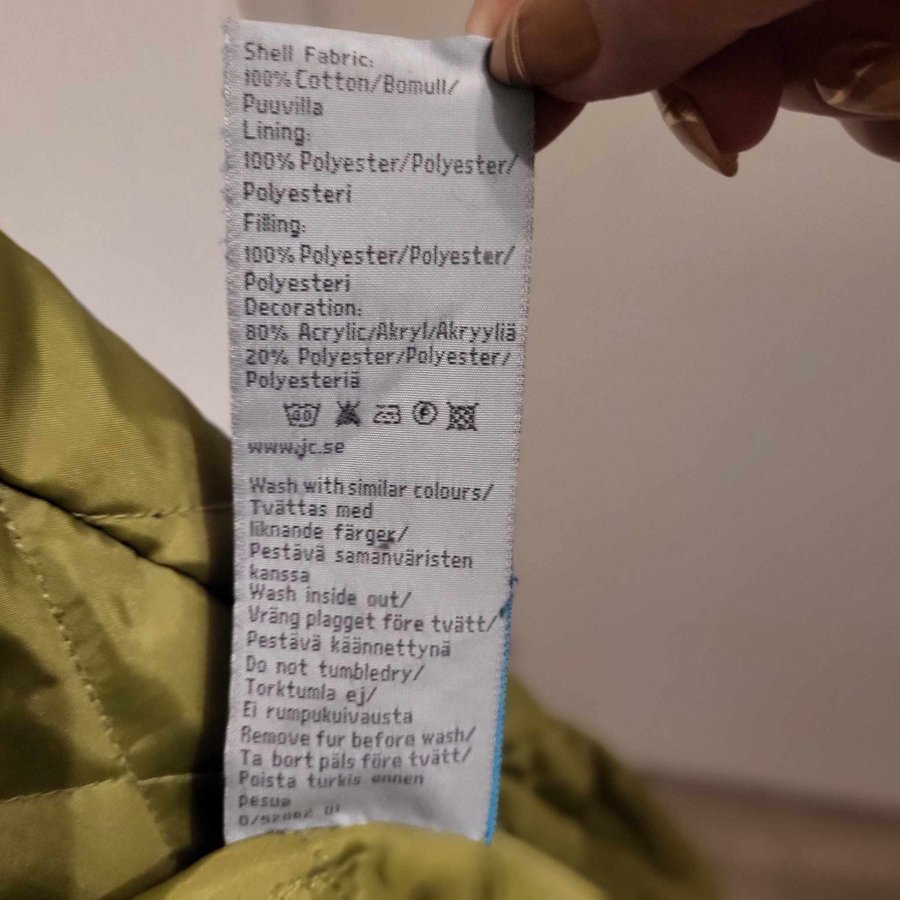 Shell Fabric:
100% Cotton/Bomull/
Puuvilla
Lining:
100% Polyester/Polyester/
Polyesteri
Filling:
100% Polyester/Polyester/
Polyesteri
Decoration:
80% Acrylic/Akryl/Akryyliä
20% Polyester/Polyester/
Polyesteriä
40 F
www.jc.se
Wash with similar colours/
Tvättas med
liknande färger/
Pestävä samanväristen
kanssa
Wash inside out/
Vräng plagget före tvätt/
Pestävä käännettynä
Do not tumbledry/
Torktumla ej/
Ei rumpukuivausta
Remove fur before wash/
Ta bort päls före tvätt/
Poista turkis ennen
pesua